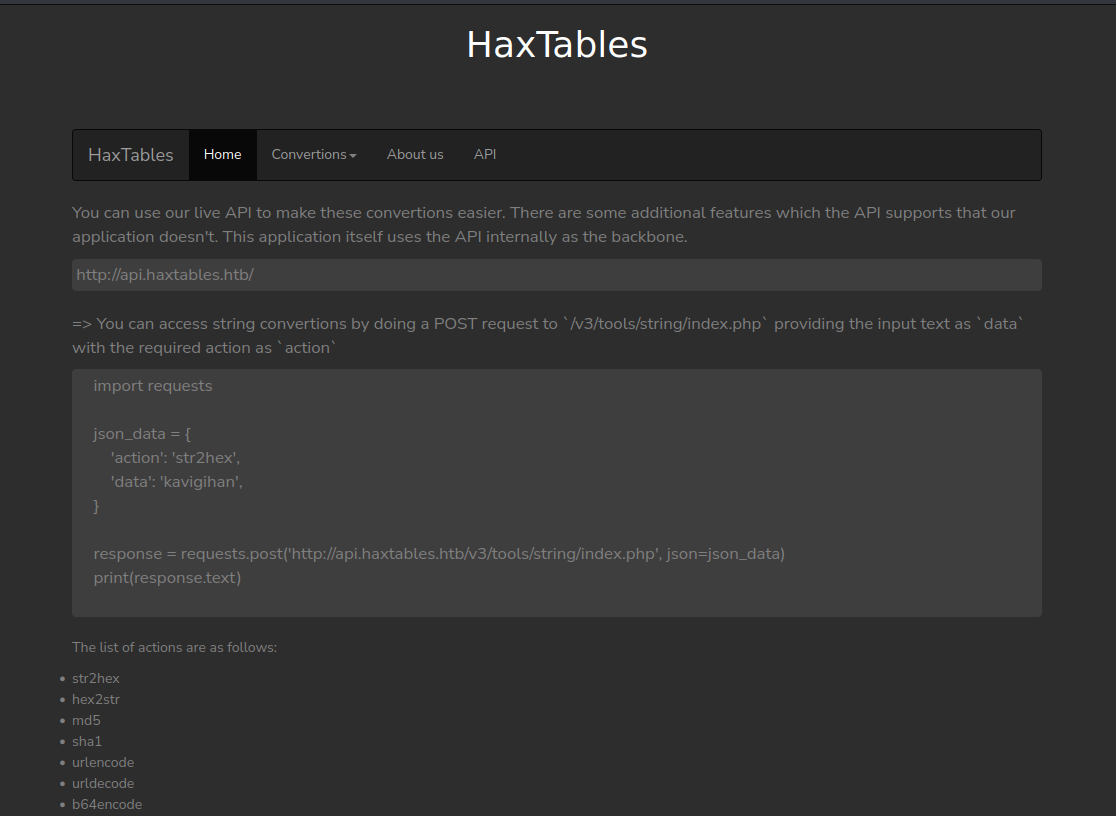 HaxTables
HaxTables Home Convertions About us API
You can use our live API to make these convertions easier. There are some additional features which the API supports that our
application doesn't. This application itself uses the API internally as the backbone.
http://api.haxtables.htb/
=> You can access string convertions by doing a POST request to `/v3/tools/string/index.php` providing the input text as `data`
with the required action as `action`
import requests
json_data = {
'action': 'str2hex',
'data': 'kavigihan',
}
response = requests.post('http://api.haxtables.htb/v3/tools/string/index.php', json=json_data)
print(response.text)
The list of actions are as follows:
• str2hex
• hex2str
• md5
• sha1
• urlencode
• urldecode
• b64encode